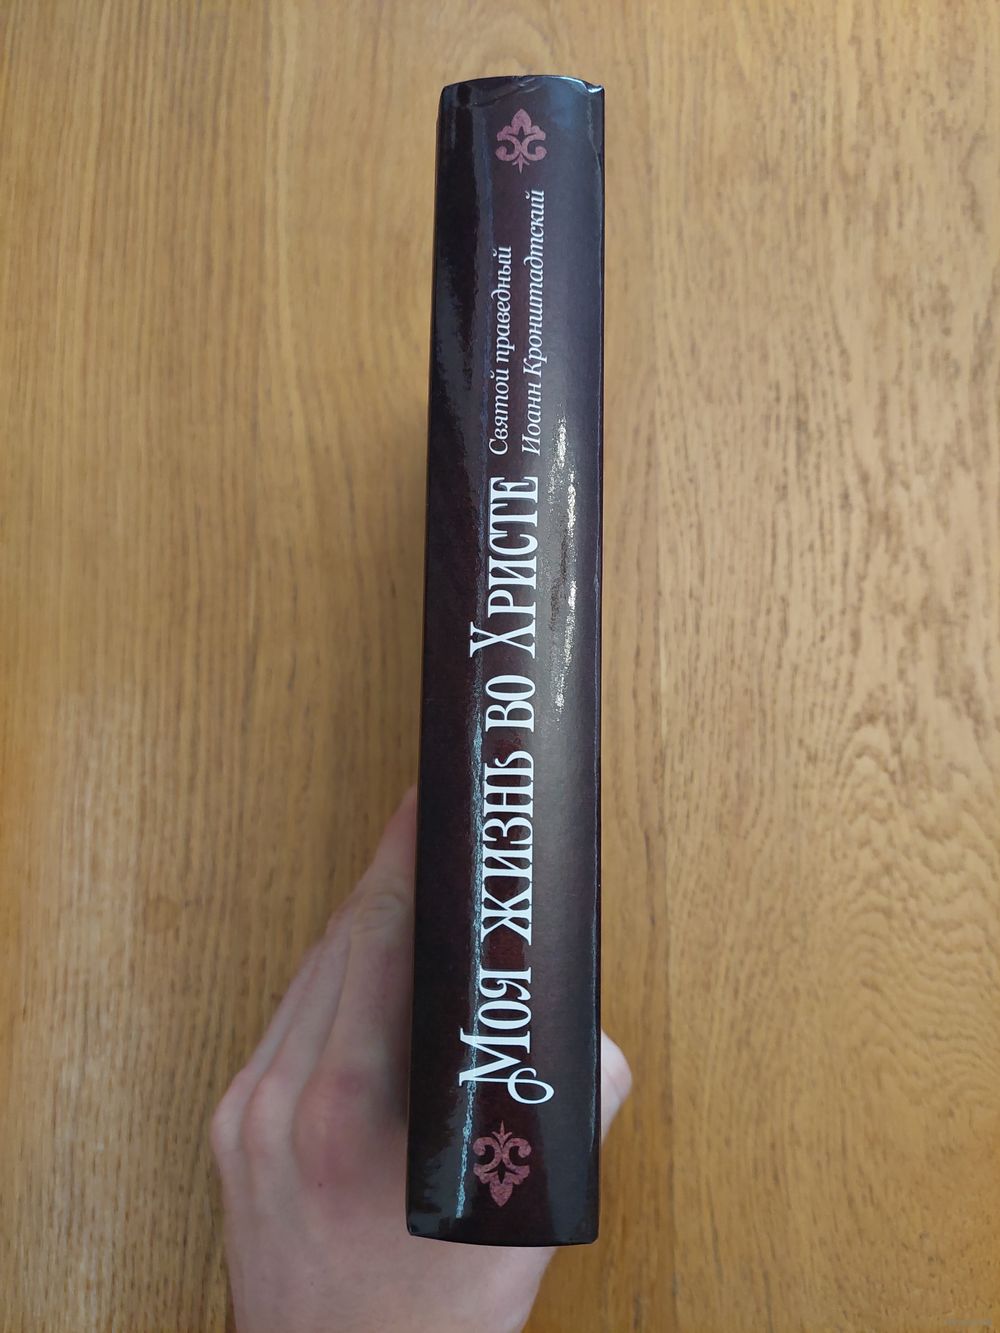 Моя жизнь во Христе
Святой праведный
Иоанн Кронштадтский